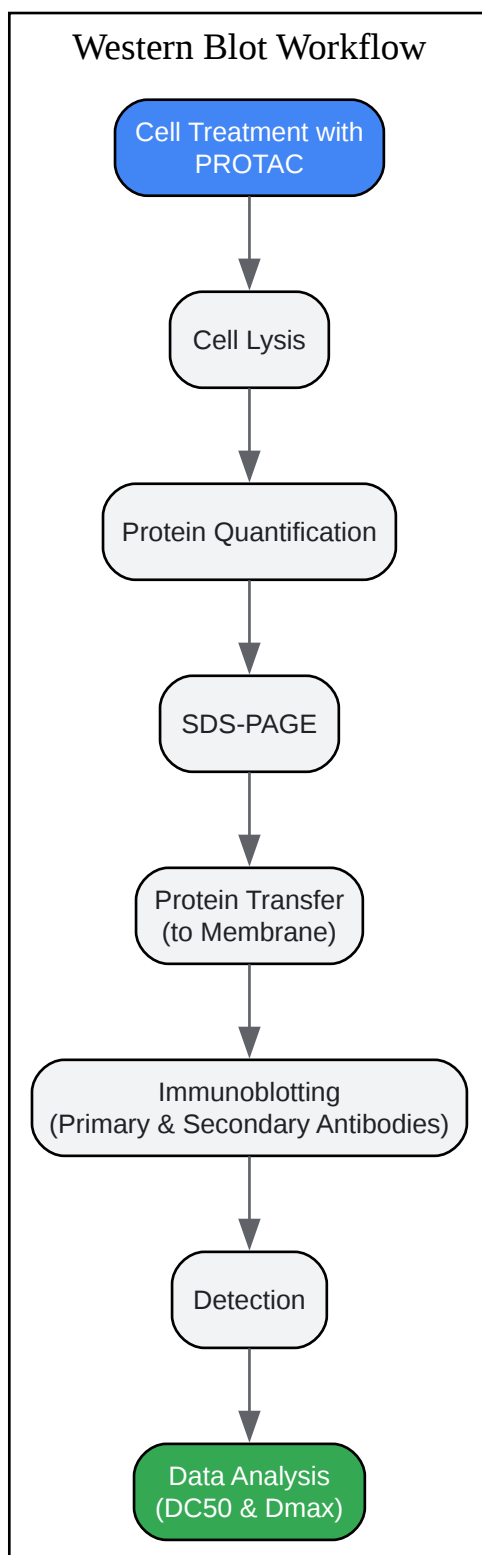 Western Blot Workflow
Cell Treatment with
PROTAC
Cell Lysis
Protein Quantification
SDS-PAGE
Protein Transfer
(to Membrane)
Immunoblotting
(Primary & Secondary Antibodies)
Detection
Data Analysis
(DC50 & Dmax)